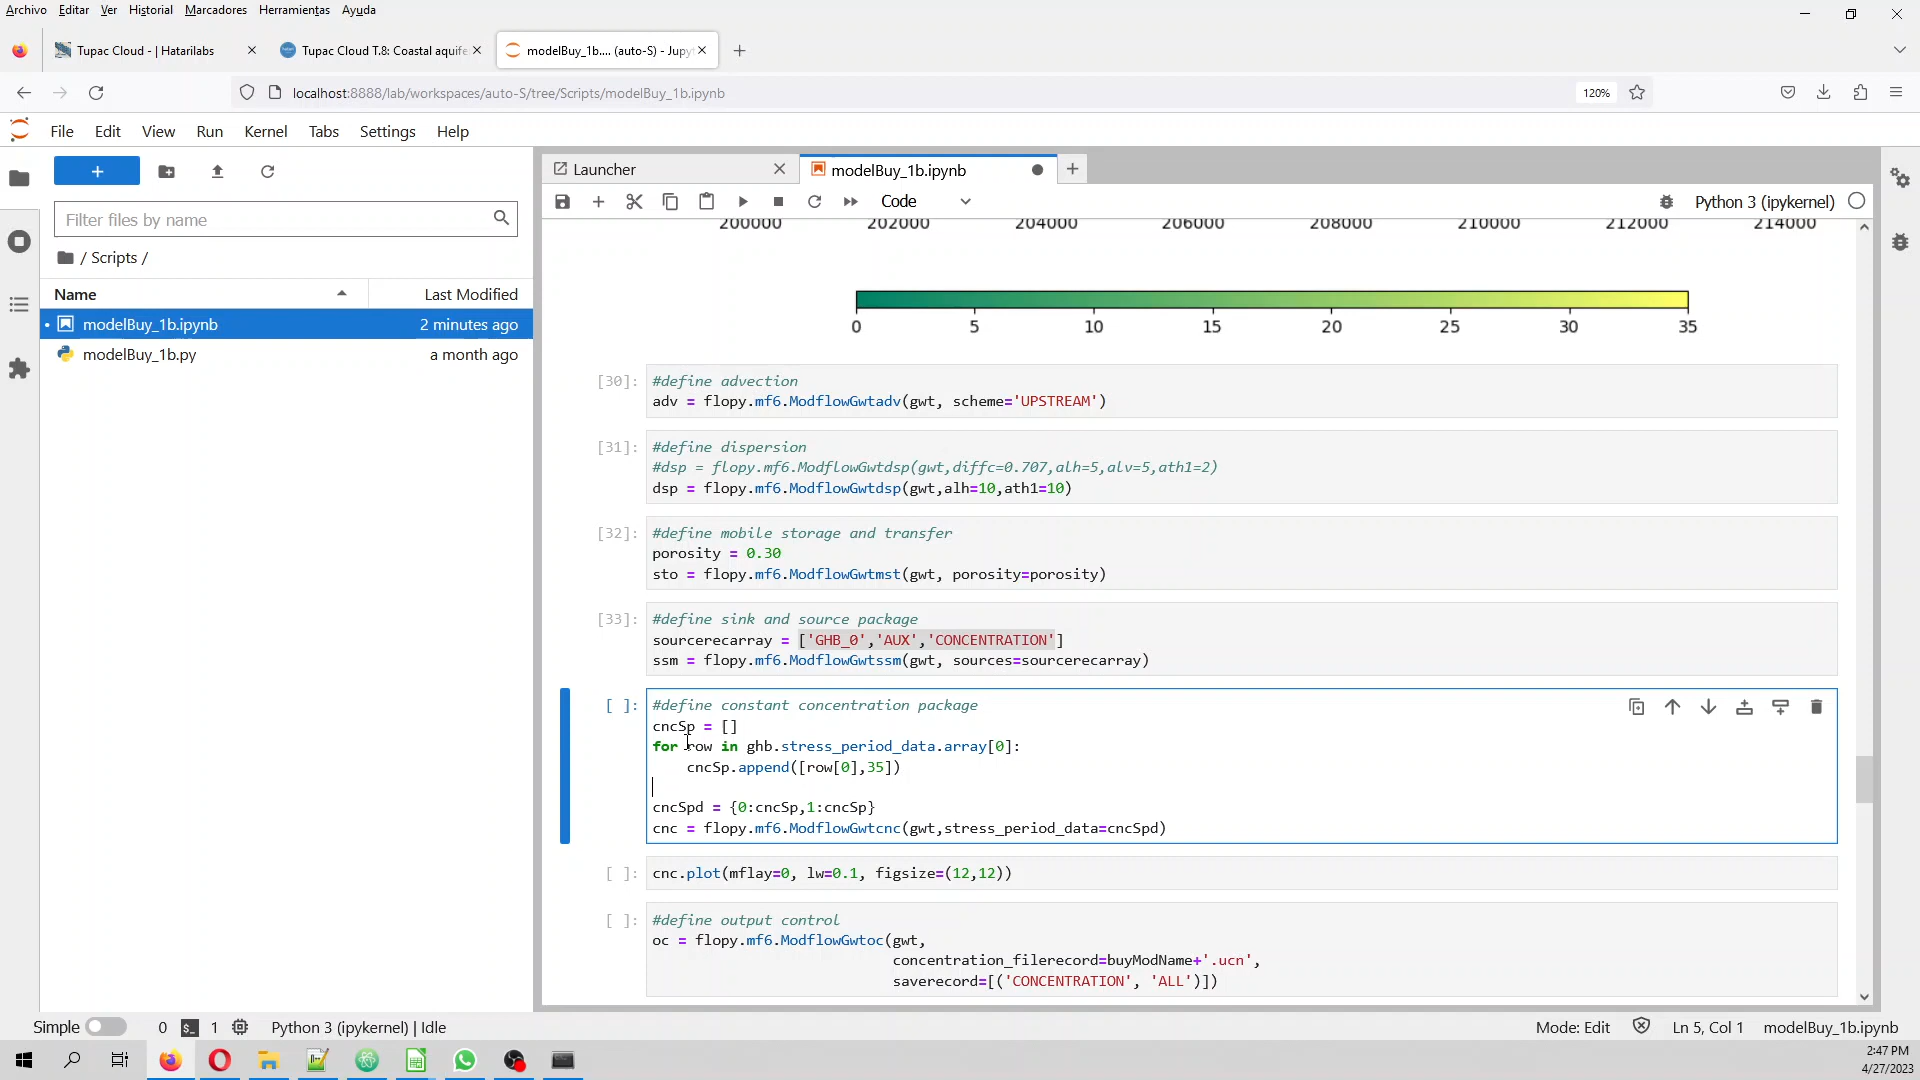 Archivo Editar Ver Historial Marcadores Herramientas Ayuda
Tupac Cloud - | Hatarilabs
Tupac Cloud T.8: Coastal aquife
modelBuy_1b.... (auto-S) - Jupy
localhost:8888/lab/workspaces/auto-S/tree/Scripts/modelBuy_1b.ipynb
120%
File Edit View Run Kernel Tabs Settings Help
Launcher
modelBuy_1b.ipynb
Code
Python 3 (ipykernel)
Filter files by name
/ Scripts /
Name Last Modified
modelBuy_1b.ipynb 2 minutes ago
modelBuy_1b.py a month ago
200000 202000 204000 206000 208000 210000 212000 214000
0 5 10 15 20 25 30 35
[30]: #define advection
adv = flopy.mf6.ModflowGwtadv(gwt, scheme='UPSTREAM')
[31]: #define dispersion
#dsp = flopy.mf6.ModflowGwtdsp(gwt,diffc=0.707,alh=5,alv=5,ath1=2)
dsp = flopy.mf6.ModflowGwtdsp(gwt,alh=10,ath1=10)
[32]: #define mobile storage and transfer
porosity = 0.30
sto = flopy.mf6.ModflowGwtmst(gwt, porosity=porosity)
[33]: #define sink and source package
sourcerecarray = ['GHB_0','AUX','CONCENTRATION']
ssm = flopy.mf6.ModflowGwtssm(gwt, sources=sourcerecarray)
[ ]: #define constant concentration package
cncSp = []
for row in ghb.stress_period_data.array[0]:
    cncSp.append([row[0],35])
cncSpd = {0:cncSp,1:cncSp}
cnc = flopy.mf6.ModflowGwtcnc(gwt,stress_period_data=cncSpd)
[ ]: cnc.plot(mflay=0, lw=0.1, figsize=(12,12))
[ ]: #define output control
oc = flopy.mf6.ModflowGwtoc(gwt,
concentration_filerecord=buyModName+'.ucn',
saverecord=[('CONCENTRATION', 'ALL')])
Simple 0 $_ 1 Python 3 (ipykernel) | Idle
Mode: Edit Ln 5, Col 1 modelBuy_1b.ipynb
2:47 PM
4/27/2023